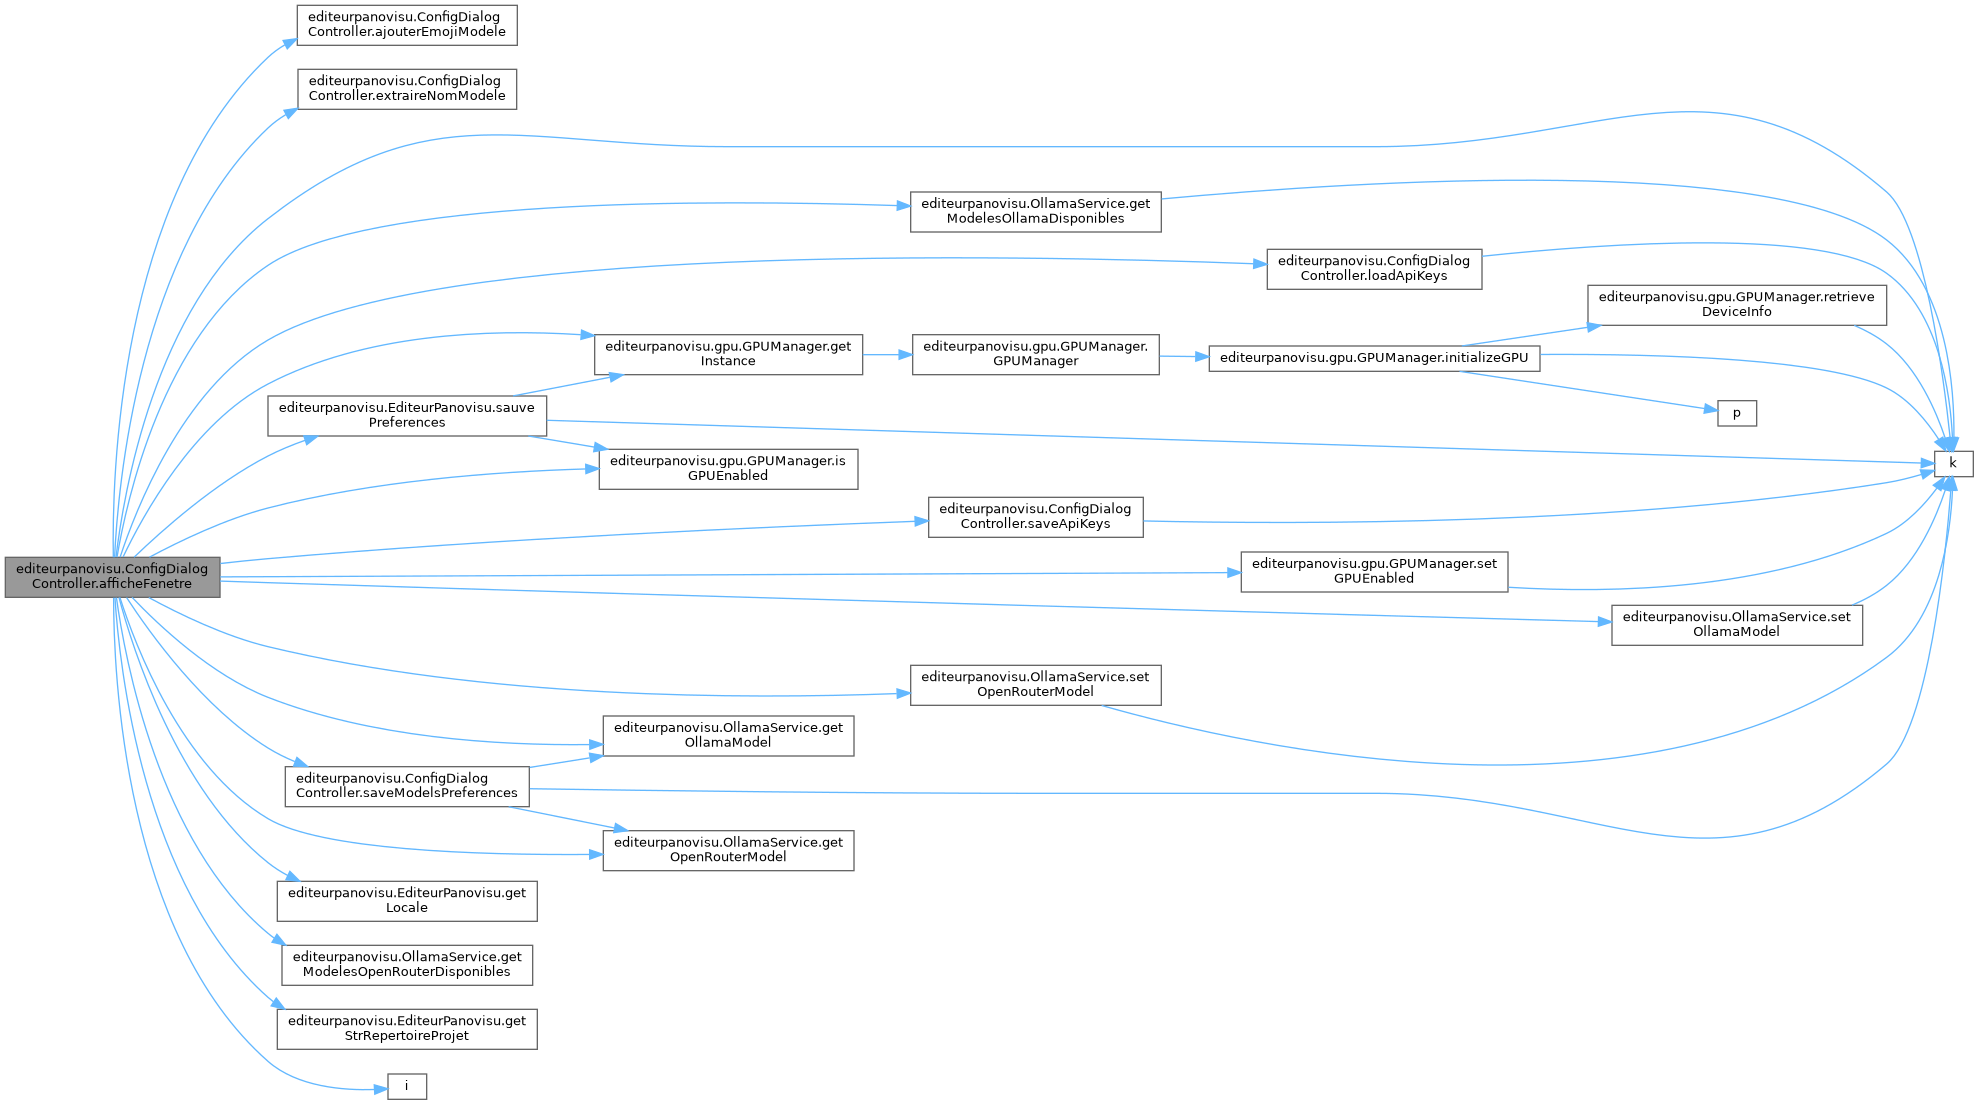 editeurpanovisu.ConfigDialog
Controller.ajouterEmojiModele
editeurpanovisu.ConfigDialog
Controller.extraireNomModele
editeurpanovisu.OllamaService.get
ModelesOllamaDisponibles
editeurpanovisu.ConfigDialog
Controller.loadApiKeys
editeurpanovisu.gpu.GPUManager.retrieve
DeviceInfo
editeurpanovisu.gpu.GPUManager.get
Instance
editeurpanovisu.gpu.GPUManager.
GPUManager
editeurpanovisu.gpu.GPUManager.initializeGPU
editeurpanovisu.EditeurPanovisu.sauve
Preferences
p
editeurpanovisu.gpu.GPUManager.is
GPUEnabled
k
editeurpanovisu.ConfigDialog
Controller.saveApiKeys
editeurpanovisu.ConfigDialog
Controller.afficheFenetre
editeurpanovisu.gpu.GPUManager.set
GPUEnabled
editeurpanovisu.OllamaService.set
OllamaModel
editeurpanovisu.OllamaService.set
OpenRouterModel
editeurpanovisu.OllamaService.get
OllamaModel
editeurpanovisu.ConfigDialog
Controller.saveModelsPreferences
editeurpanovisu.OllamaService.get
OpenRouterModel
editeurpanovisu.EditeurPanovisu.get
Locale
editeurpanovisu.OllamaService.get
ModelesOpenRouterDisponibles
editeurpanovisu.EditeurPanovisu.get
StrRepertoireProjet
i